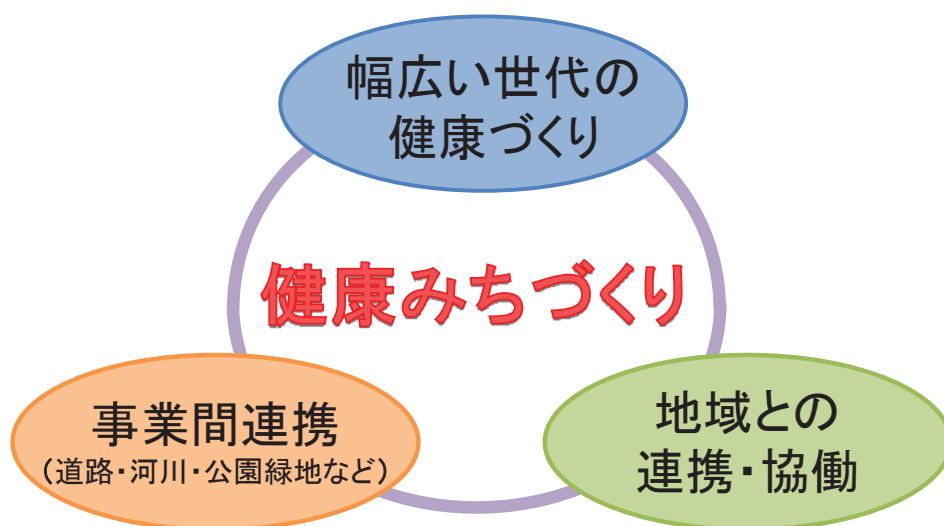 幅広い世代の
健康づくり
健康みちづくり
事業間連携
（道路・河川・公園緑地など）
地域との
連携・協働